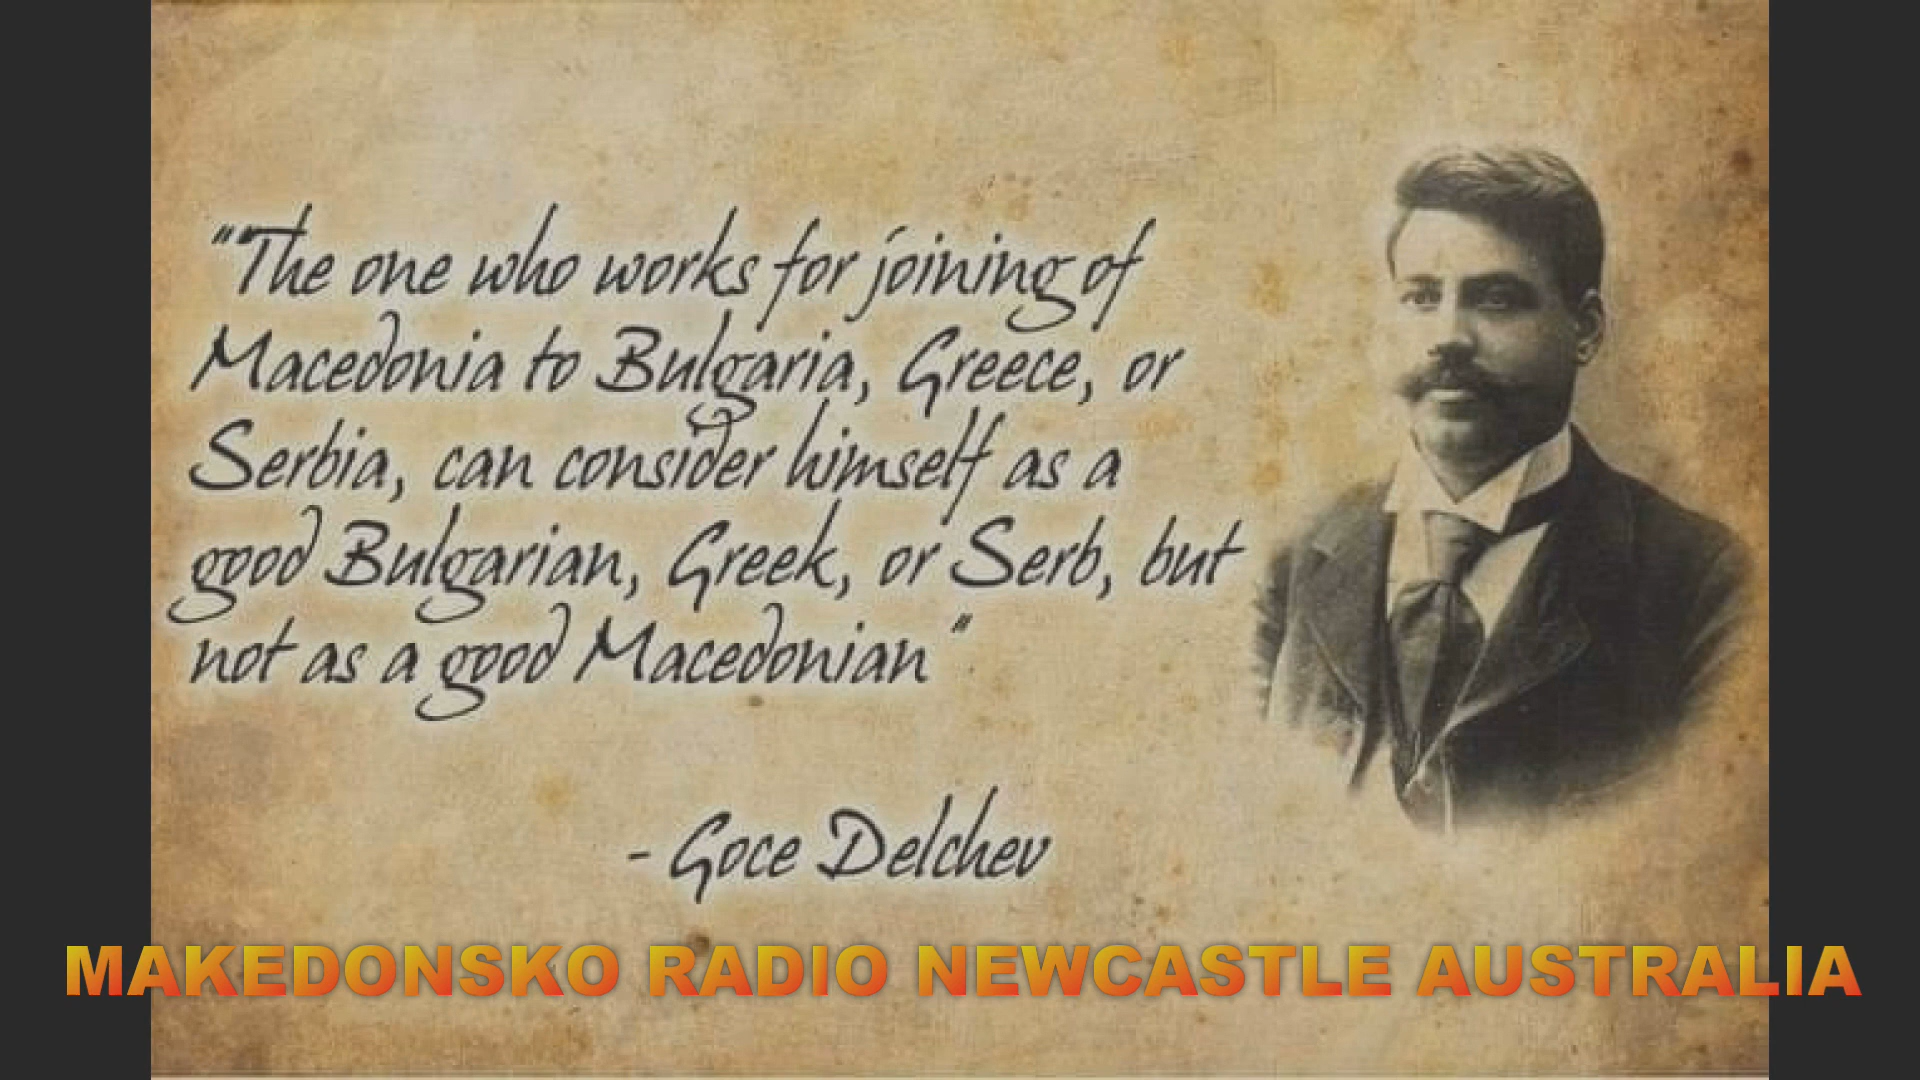 "The one who works for joining of
Macedonia to Bulgaria, Greece, or
Serbia, can consider himself as a
good Bulgarian, Greek, or Serb, but
not as a good Macedonian"
- Goce Delchev
MAKEDONSKO RADIO NEWCASTLE AUSTRALIA